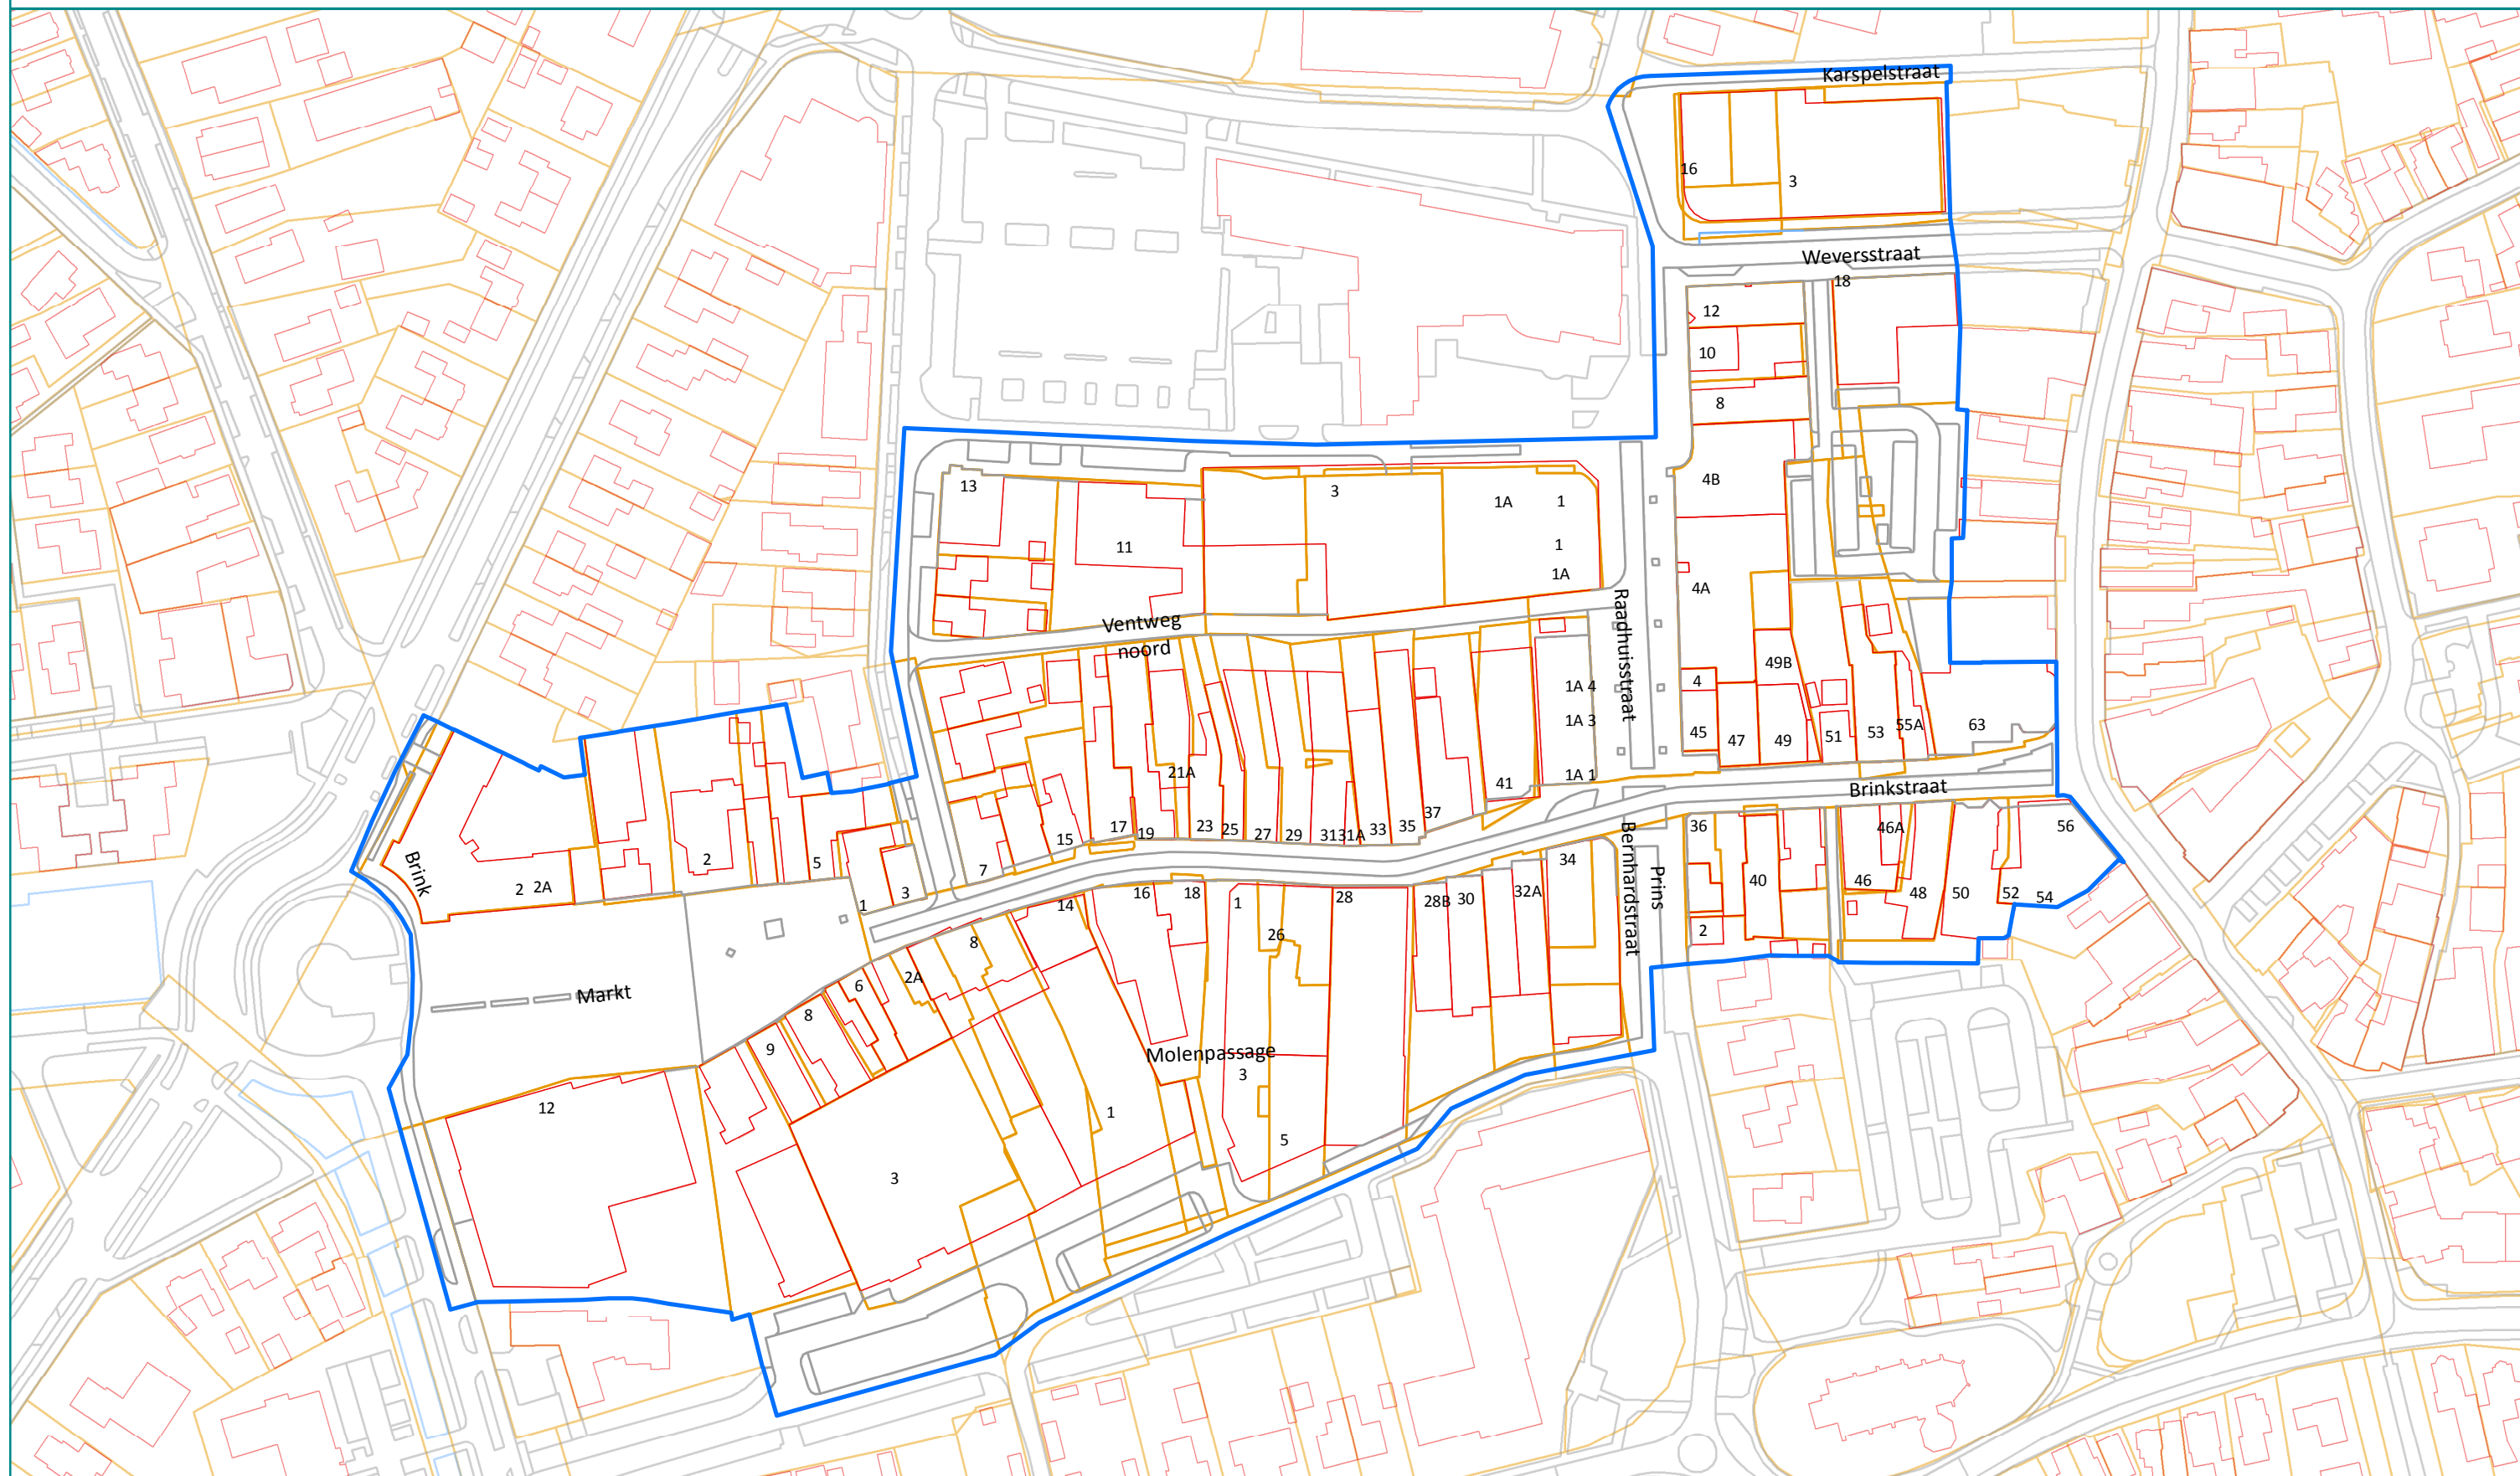 Karspelstraat
16
3
Weversstraat
18
12
10
8
4B
13
3
1A
1
11
1
1A
4A
Raadhuisstraat
Ventweg
noord
49B
4
1A 4
1A 3
45
47
49
51
53
55A
63
21A
1A 1
41
Brinkstraat
37
17
19
23
25
27
29
31
31A
33
35
15
36
46A
56
Brink
2
2A
2
5
3
1
7
34
Prins
Bernhardstraat
40
46
48
50
52
54
2
14
16
18
1
28
28B
30
32A
8
26
2A
6
Markt
8
9
Molenpassage
3
12
1
5
3